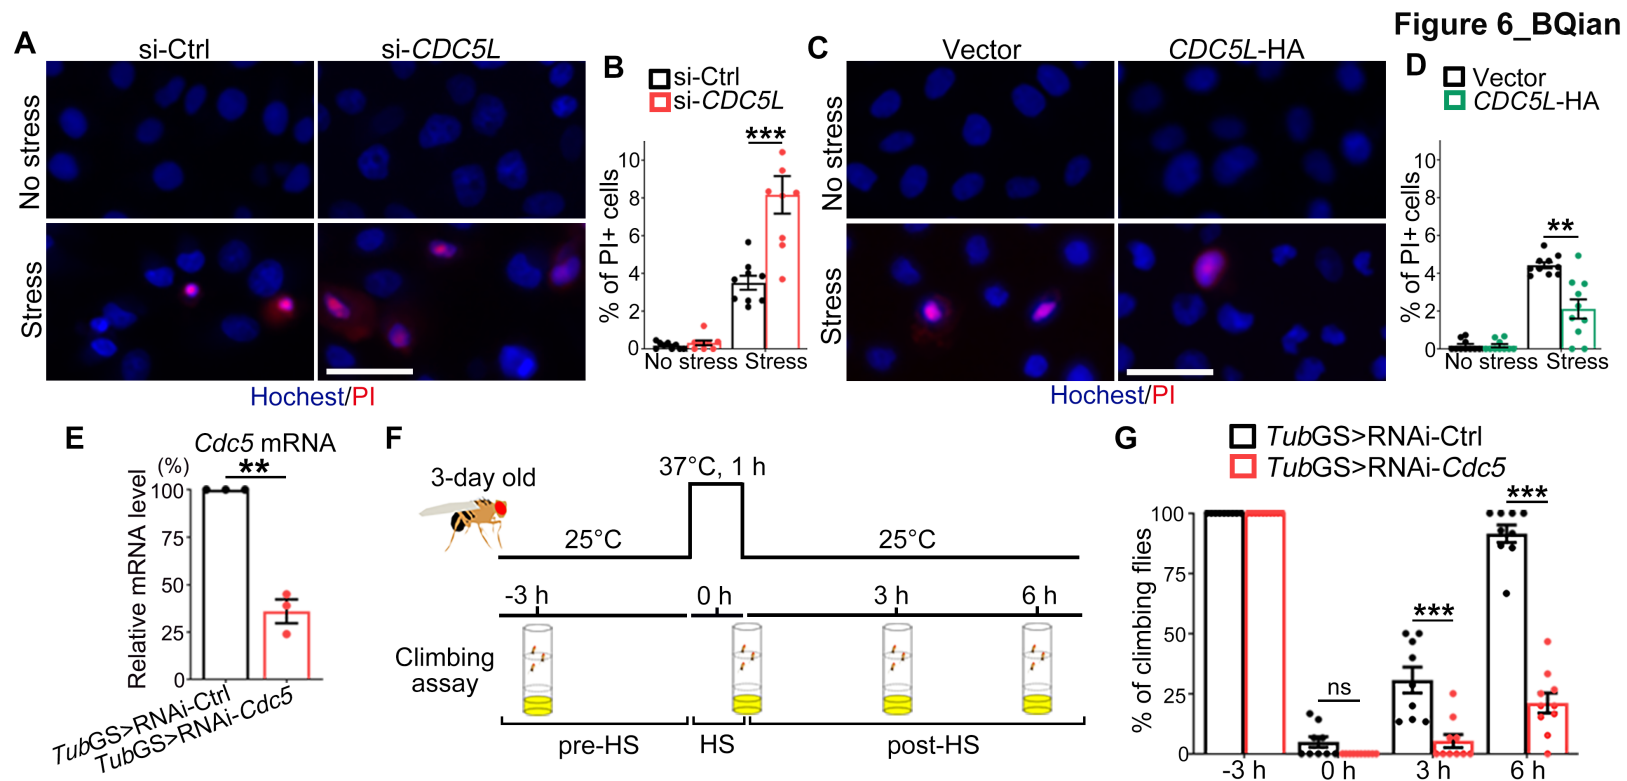 Figure 6_BQian
A
si-Ctrl
si-CDC5L
No stress
Stress
Hochest/PI
B
si-Ctrl
si-CDC5L
***
% of PI+ cells
10
8
6
4
2
0
No stress
Stress
C
Vector
CDC5L-HA
No stress
Stress
Hochest/PI
D
Vector
CDC5L-HA
**
% of PI+ cells
10
8
6
4
2
0
No stress
Stress
E
Cdc5 mRNA
(%)
**
Relative mRNA level
100
75
50
25
0
TubGS>RNAi-Ctrl
TubGS>RNAi-Cdc5
F
3-day old
37°C, 1 h
25°C
25°C
-3 h
0 h
3 h
6 h
Climbing
assay
pre-HS
HS
post-HS
G
TubGS>RNAi-Ctrl
TubGS>RNAi-Cdc5
% of climbing flies
100
75
50
25
0
ns
***
***
-3 h
0 h
3 h
6 h